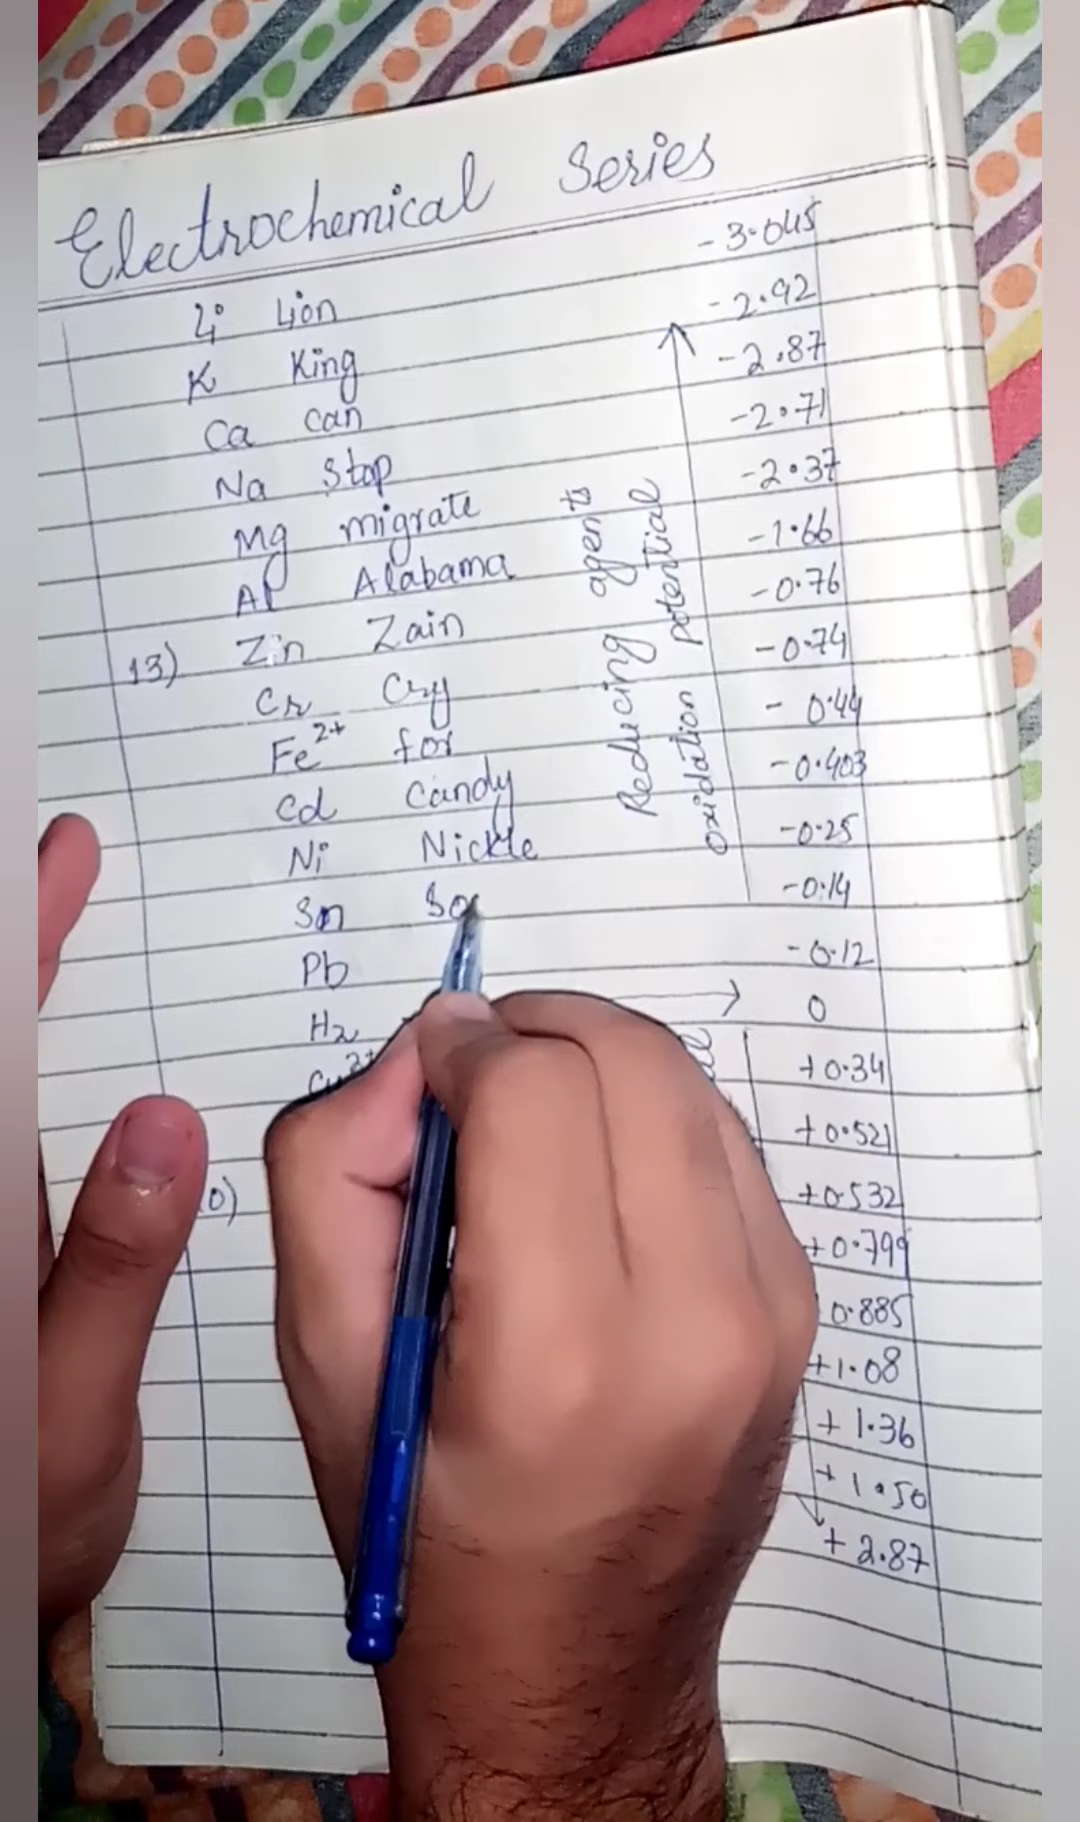 Electrochemical Series
Li Lion -3.045
K King -2.92
Ca can -2.87
Na Stop -2.71
Mg migrate -2.37
Al Alabama -1.66
13) Zin Zain -0.76
Cr Cry -0.74
Fe2+ for -0.44
Cd Candy -0.403
Ni Nickle -0.25
Sn -0.14
Pb -0.12
H2 0
Cu2+ +0.34
+0.521
+0.532
+0.799
0.885
+1.08
+1.36
+1.50
+2.87
Reducing agents
oxidation potential